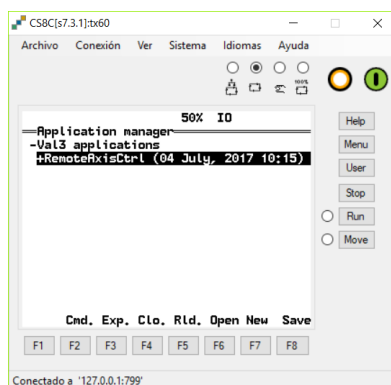 CS8C[s7.3.1]:tx60
Archivo Conexión Ver Sistema Idiomas Ayuda
100%
50% IO
Application manager
-Val3 applications
+RemoteAxisCtrl (04 July, 2017 10:15)
Help
Menu
User
Stop
Run
Move
Cmd. Exp. Clo. Rld. Open New Save
F1 F2 F3 F4 F5 F6 F7 F8
Conectado a '127.0.0.1:799'